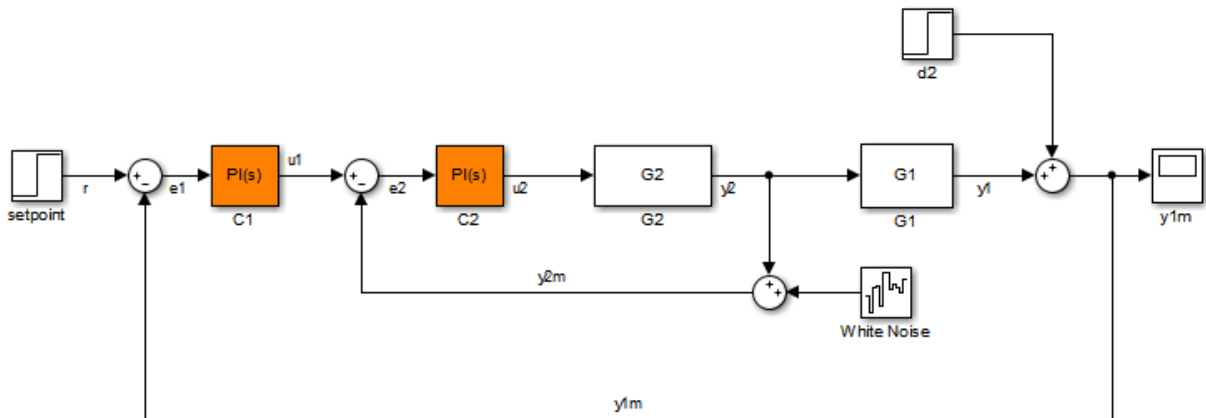 d2
setpoint
r
+
−
e1
PI(s)
C1
u1
+
−
e2
PI(s)
C2
u2
G2
G2
y2
G1
G1
y1
+
+
y1m
y2m
+
+
White Noise
y1m